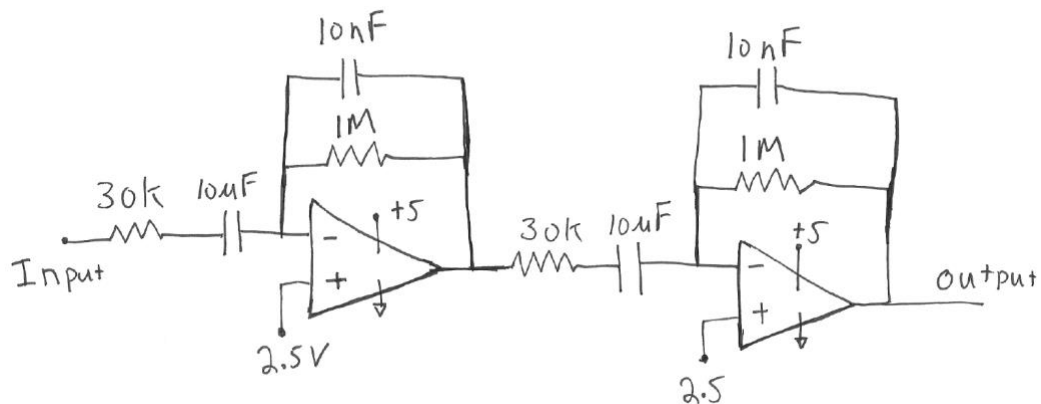 10nF
1M
30k
10uF
+5
-
+
Input
2.5V
10nF
1M
30k
10uF
+5
-
+
2.5
Output